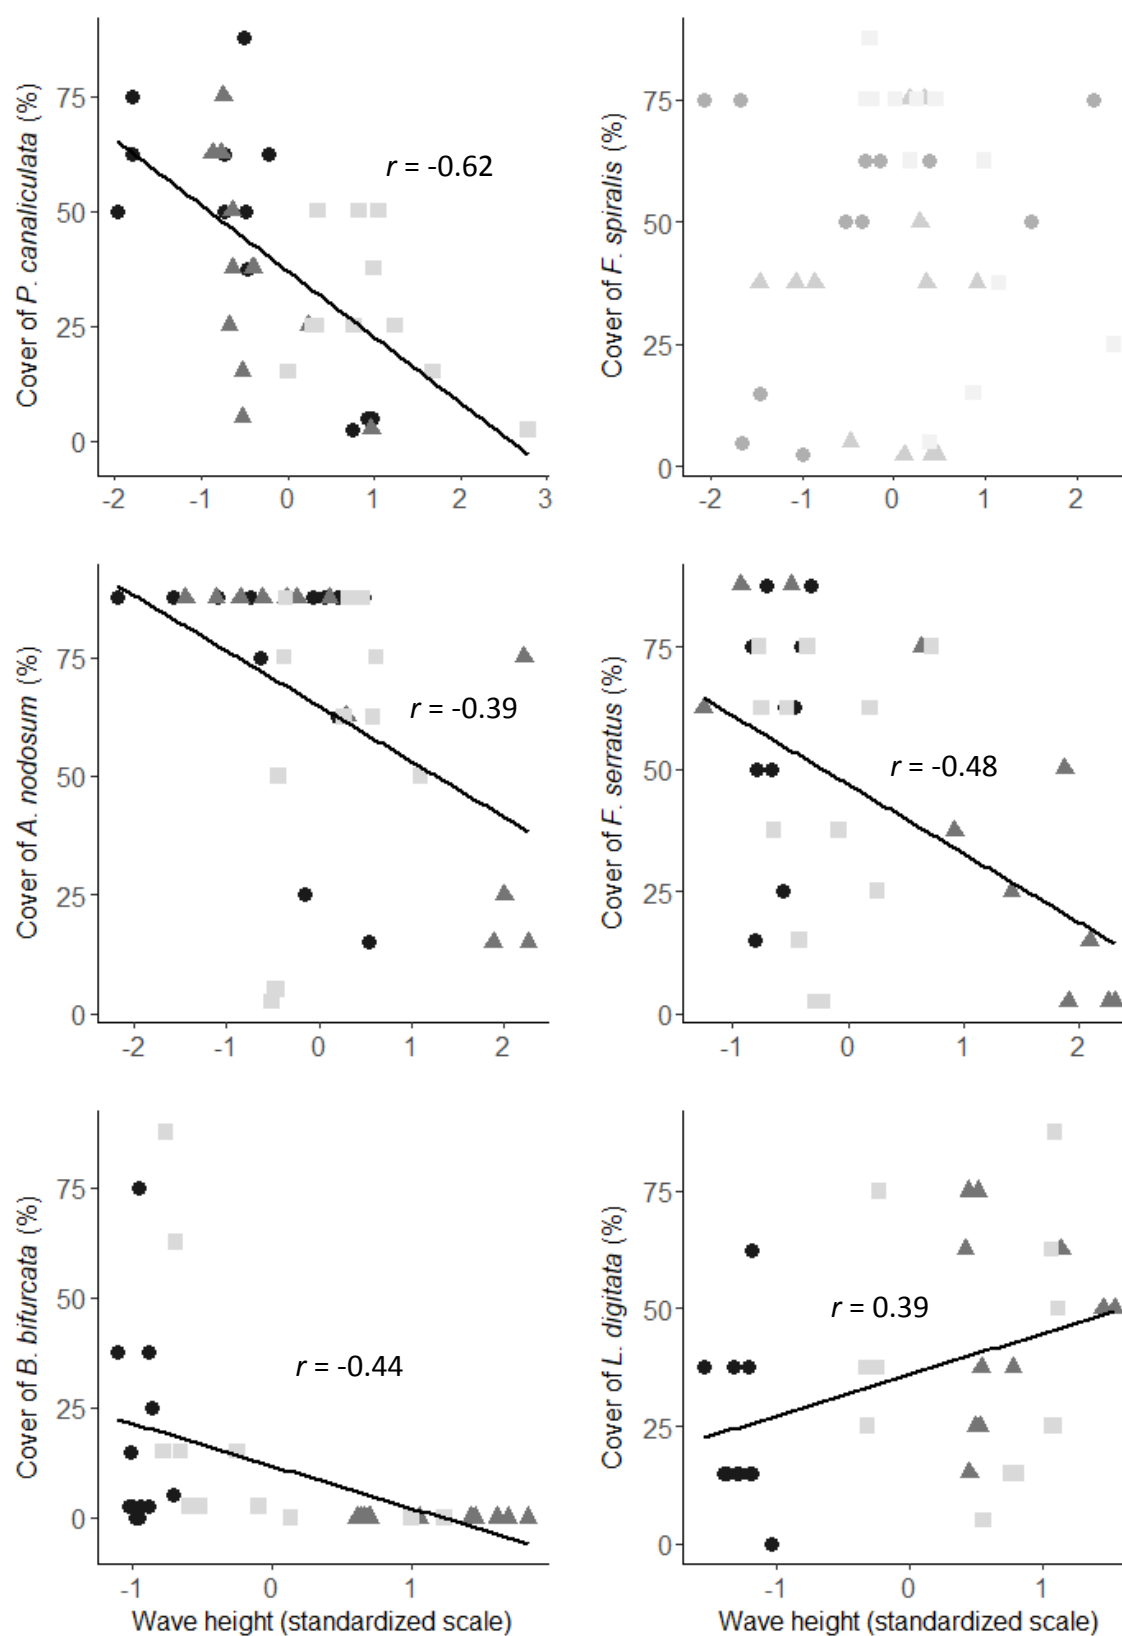 Cover of P. canaliculata (%)
75
50
25
0
r = -0.62
-2 -1 0 1 2 3
Cover of F. spiralis (%)
75
50
25
0
-2 -1 0 1 2
Cover of A. nodosum (%)
75
50
25
0
r = -0.39
-2 -1 0 1 2
Cover of F. serratus (%)
75
50
25
0
r = -0.48
-1 0 1 2
Cover of B. bifurcata (%)
75
50
25
0
r = -0.44
-1 0 1
Wave height (standardized scale)
Cover of L. digitata (%)
75
50
25
0
r = 0.39
-1 0 1
Wave height (standardized scale)